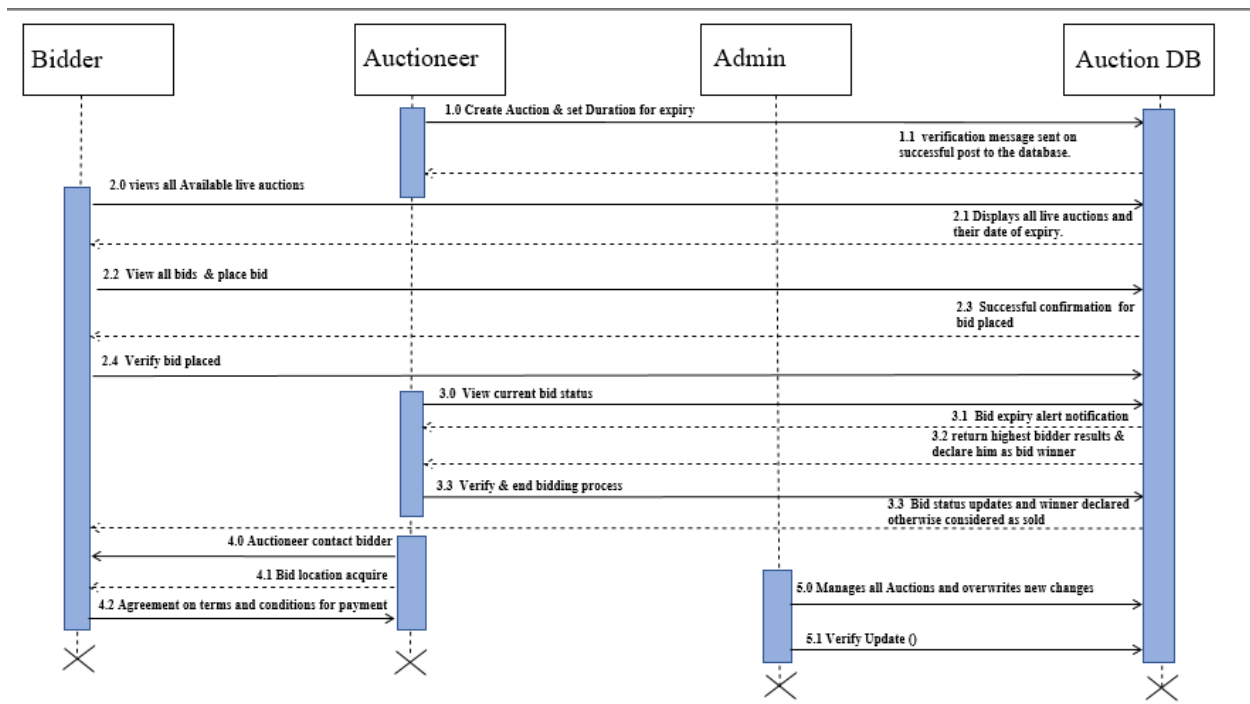 Bidder
Auctioneer
Admin
Auction DB
1.0 Create Auction & set Duration for expiry
1.1 verification message sent on
successful post to the database.
2.0 views all Available live auctions
2.1 Displays all live auctions and
their date of expiry.
2.2 View all bids & place bid
2.3 Successful confirmation for
bid placed
2.4 Verify bid placed
3.0 View current bid status
3.1 Bid expiry alert notification
3.2 return highest bidder results &
declare him as bid winner
3.3 Verify & end bidding process
3.3 Bid status updates and winner declared
otherwise considered as sold
4.0 Auctioneer contact bidder
4.1 Bid location acquire
5.0 Manages all Auctions and overwrites new changes
4.2 Agreement on terms and conditions for payment
5.1 Verify Update ()